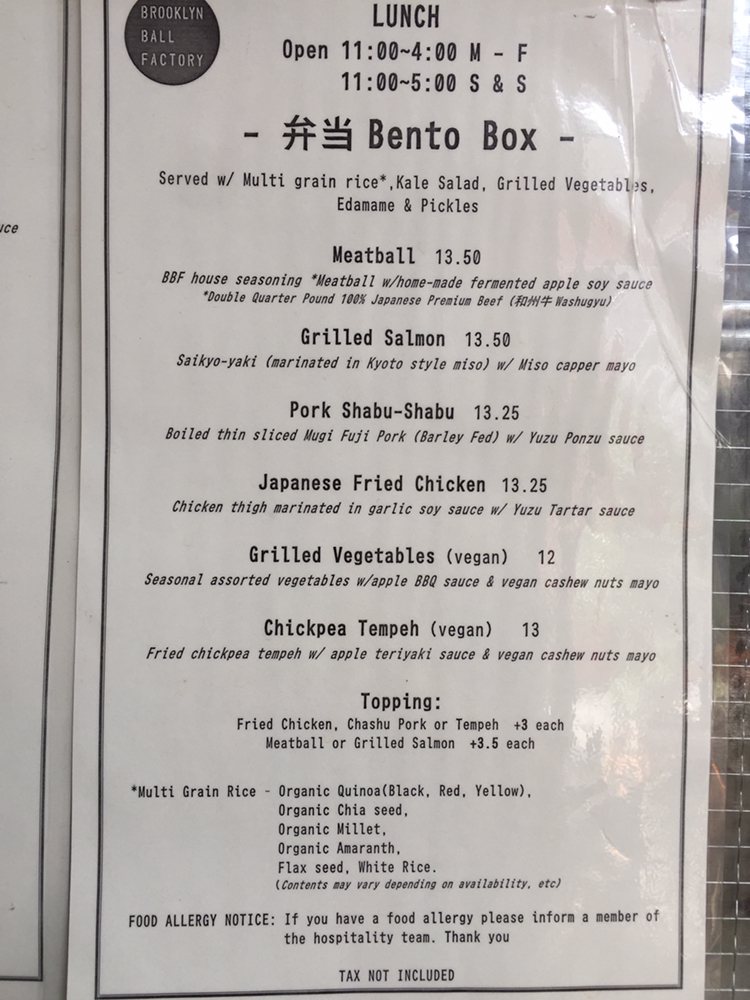 BROOKLYN
BALL
FACTORY
LUNCH
Open 11:00~4:00 M - F
11:00~5:00 S & S
- 弁当 Bento Box -
Served w/ Multi grain rice*,Kale Salad, Grilled Vegetables,
Edamame & Pickles
Meatball 13.50
BBF house seasoning *Meatball w/home-made fermented apple soy sauce
*Double Quarter Pound 100% Japanese Premium Beef (和州牛 Washugyu)
Grilled Salmon 13.50
Saikyo-yaki (marinated in Kyoto style miso) w/ Miso capper mayo
Pork Shabu-Shabu 13.25
Boiled thin sliced Mugi Fuji Pork (Barley Fed) w/ Yuzu Ponzu sauce
Japanese Fried Chicken 13.25
Chicken thigh marinated in garlic soy sauce w/ Yuzu Tartar sauce
Grilled Vegetables (vegan) 12
Seasonal assorted vegetables w/apple BBQ sauce & vegan cashew nuts mayo
Chickpea Tempeh (vegan) 13
Fried chickpea tempeh w/ apple teriyaki sauce & vegan cashew nuts mayo
Topping:
Fried Chicken, Chashu Pork or Tempeh +3 each
Meatball or Grilled Salmon +3.5 each
*Multi Grain Rice - Organic Quinoa(Black, Red, Yellow),
Organic Chia seed,
Organic Millet,
Organic Amaranth,
Flax seed, White Rice.
(Contents may vary depending on availability, etc)
FOOD ALLERGY NOTICE: If you have a food allergy please inform a member of
the hospitality team. Thank you
TAX NOT INCLUDED